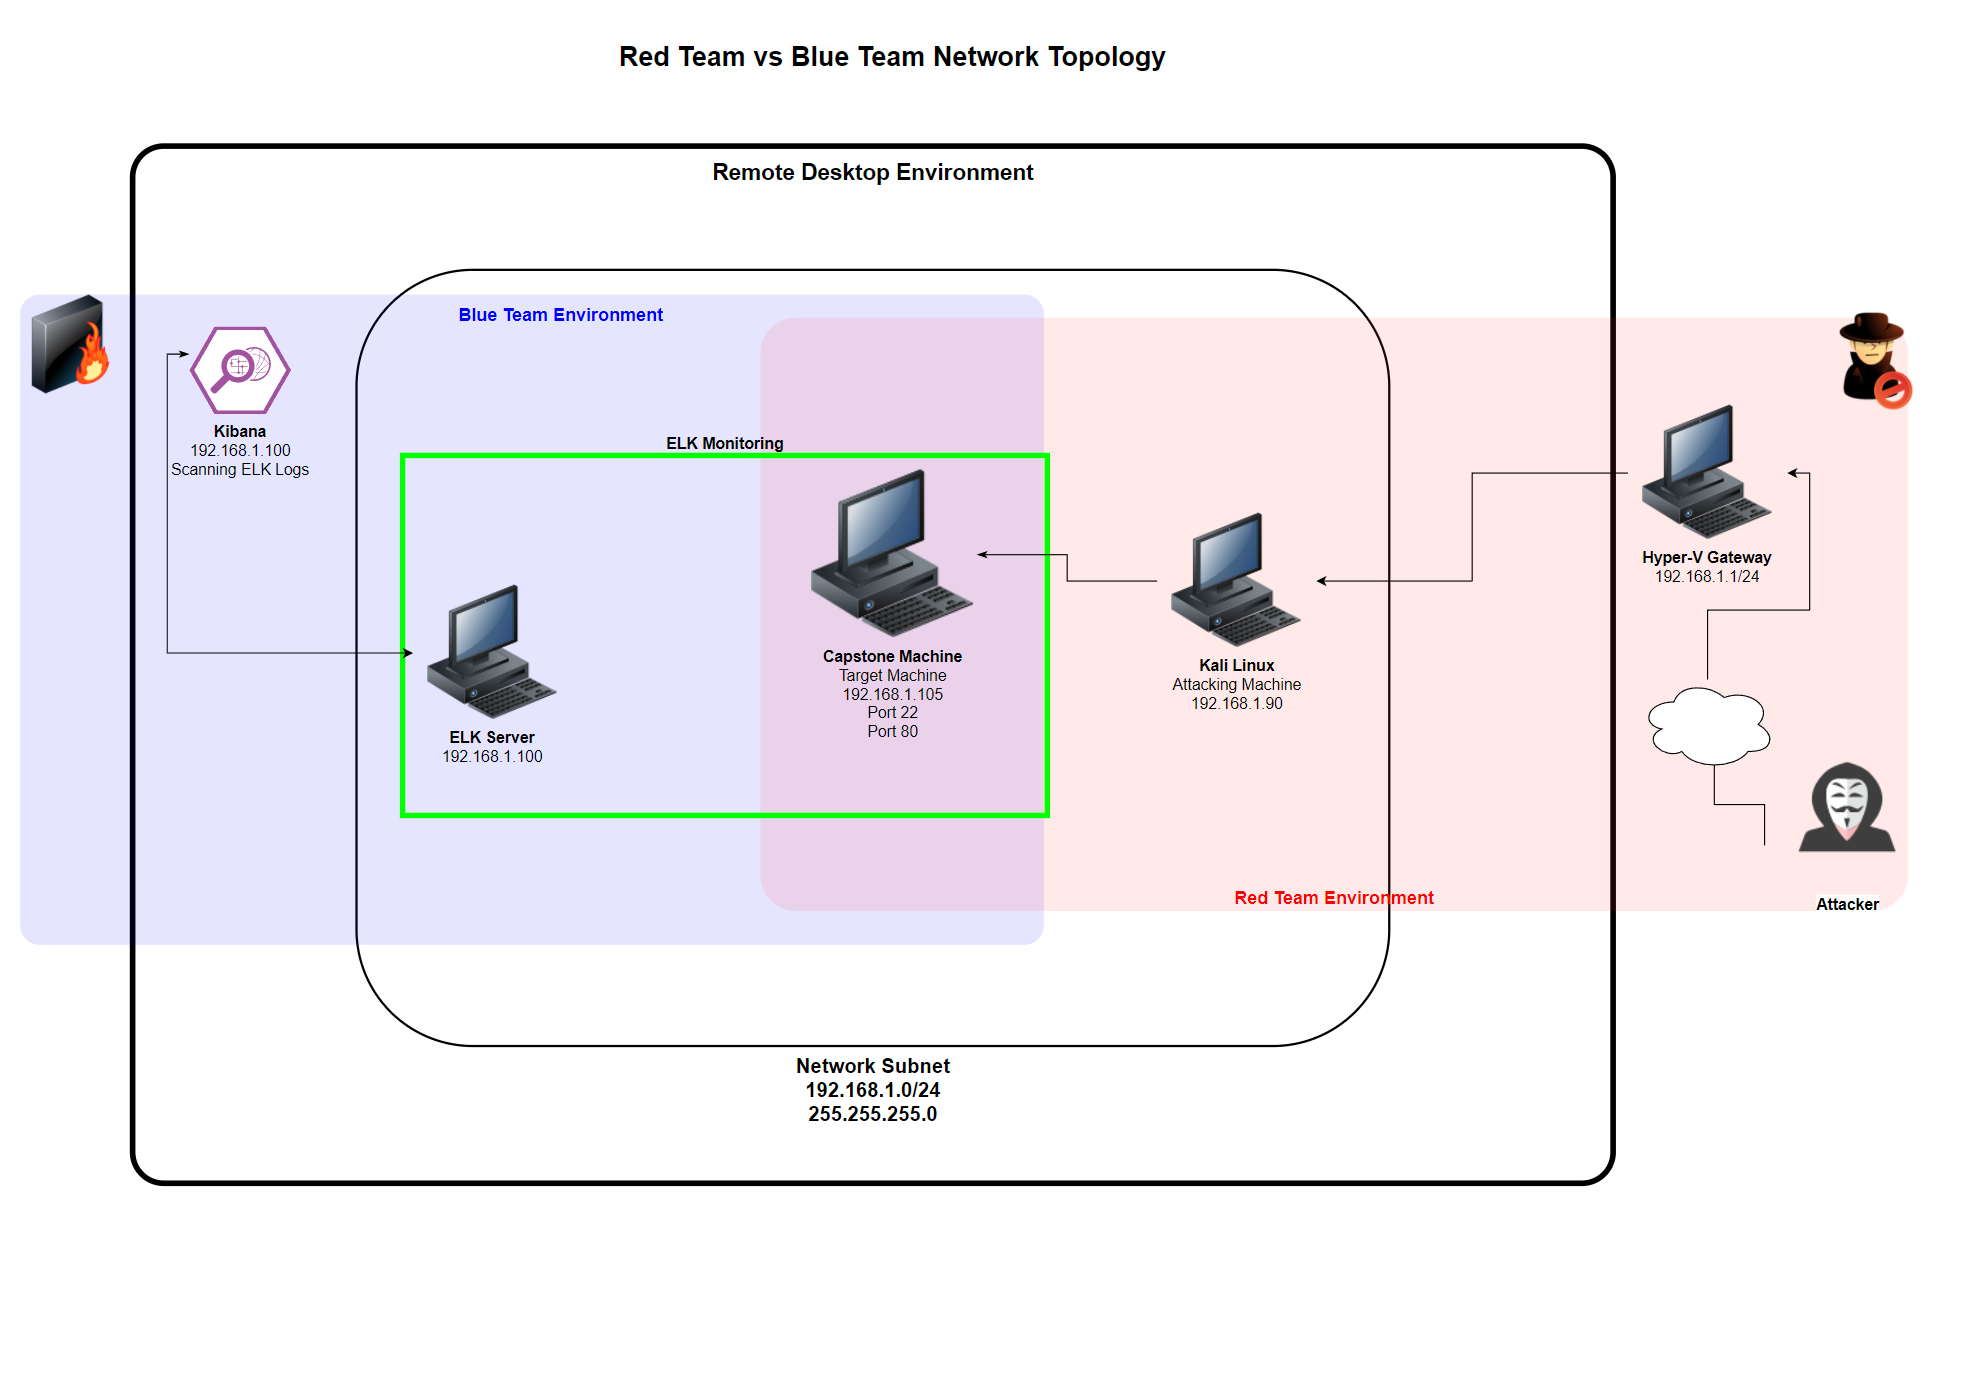 Red Team vs Blue Team Network Topology
Remote Desktop Environment
Blue Team Environment
Kibana
192.168.1.100
Scanning ELK Logs
ELK Monitoring
Hyper-V Gateway
192.168.1.1/24
Capstone Machine
Target Machine
192.168.1.105
Port 22
Port 80
Kali Linux
Attacking Machine
192.168.1.90
ELK Server
192.168.1.100
Red Team Environment
Attacker
Network Subnet
192.168.1.0/24
255.255.255.0